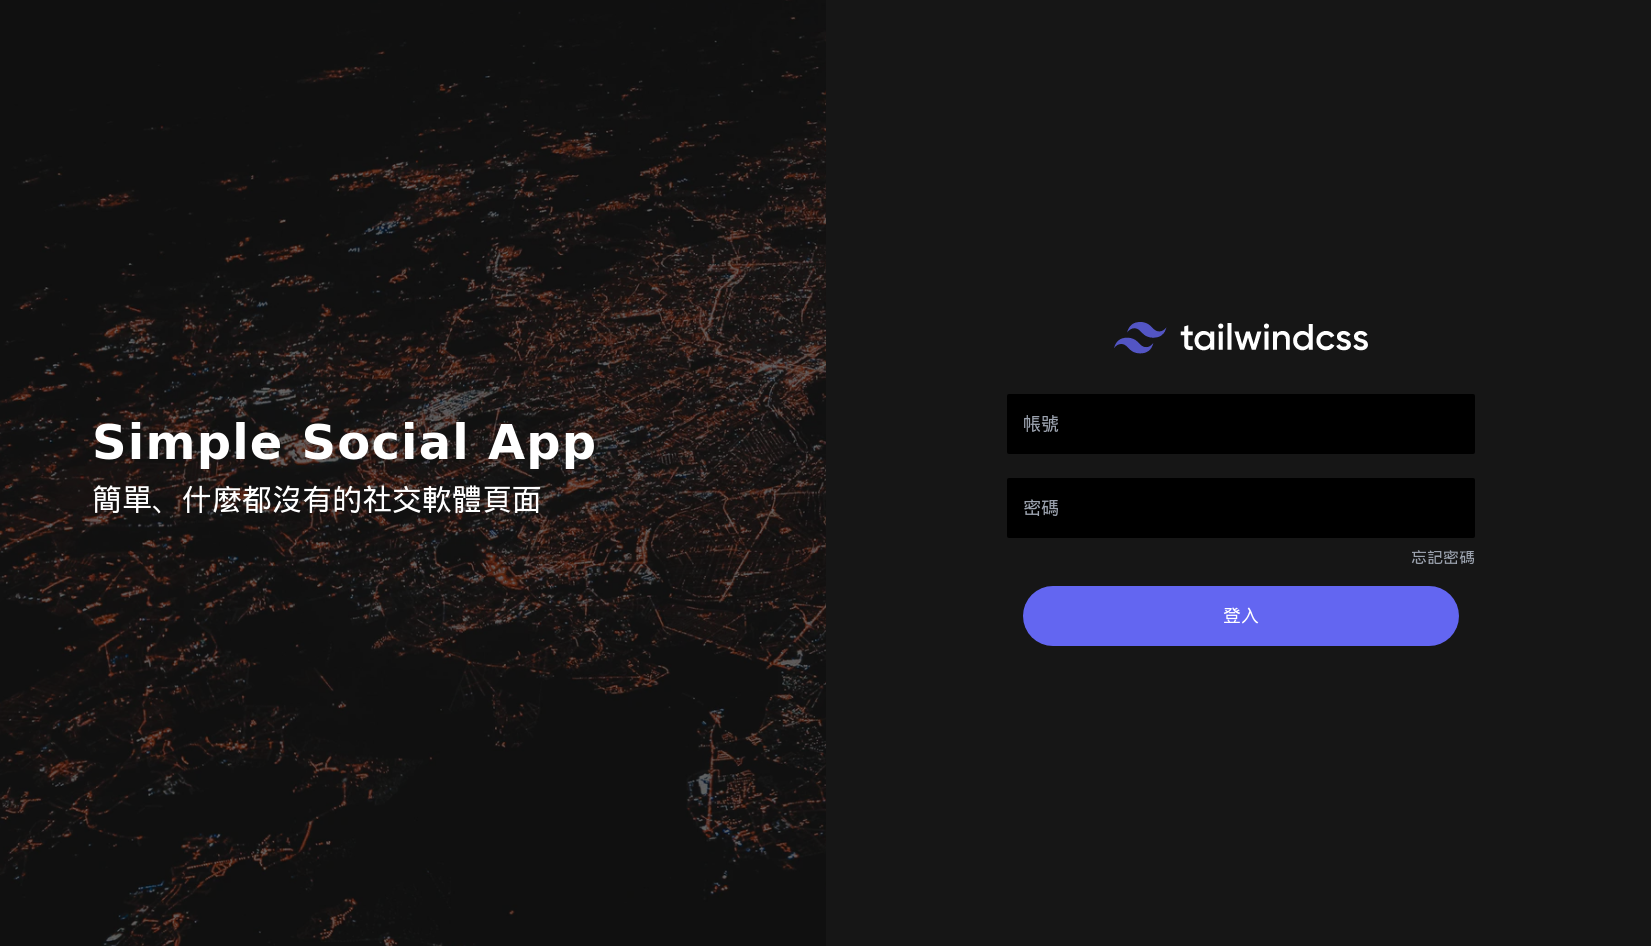 Simple Social App
簡單、什麼都沒有的社交軟體頁面
tailwindcss
帳號
密碼
忘記密碼
登入